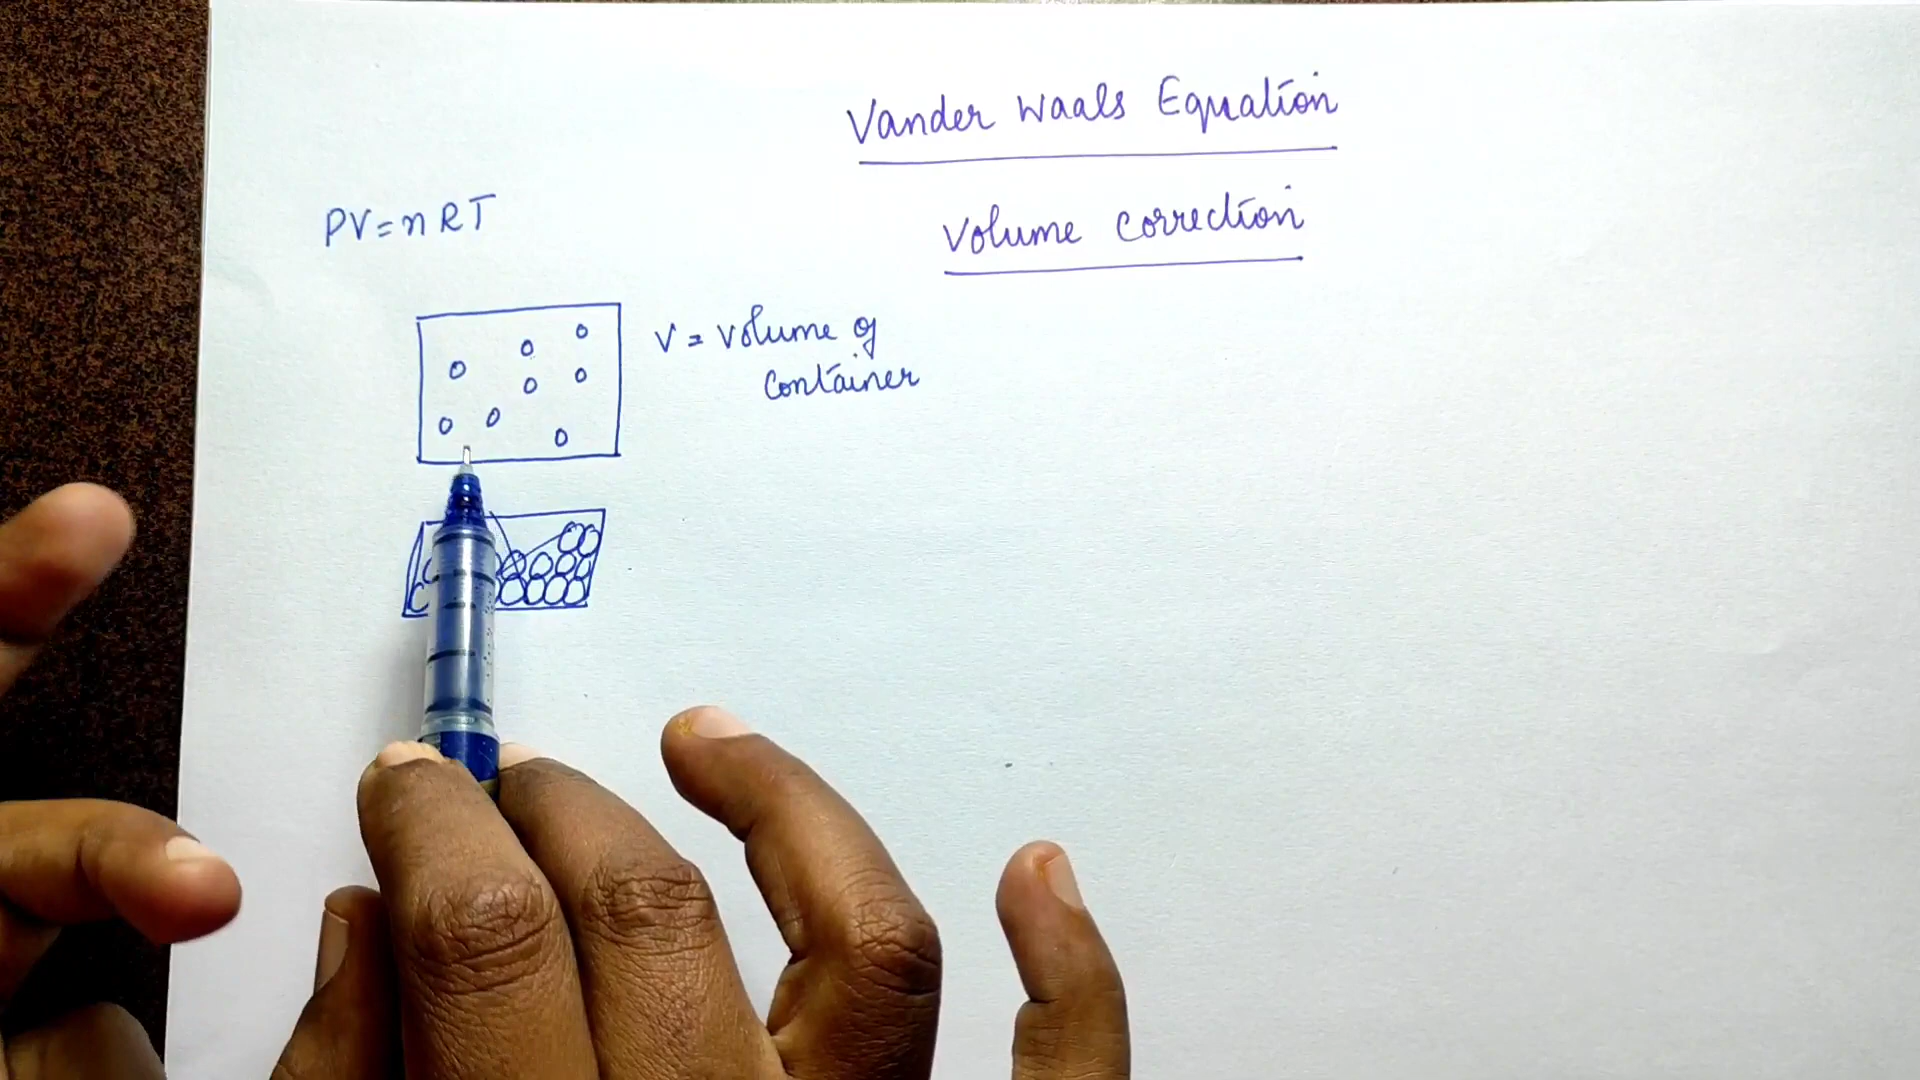 Vander Waals Equation
Volume correction
PV=nRT
V = Volume of
Container